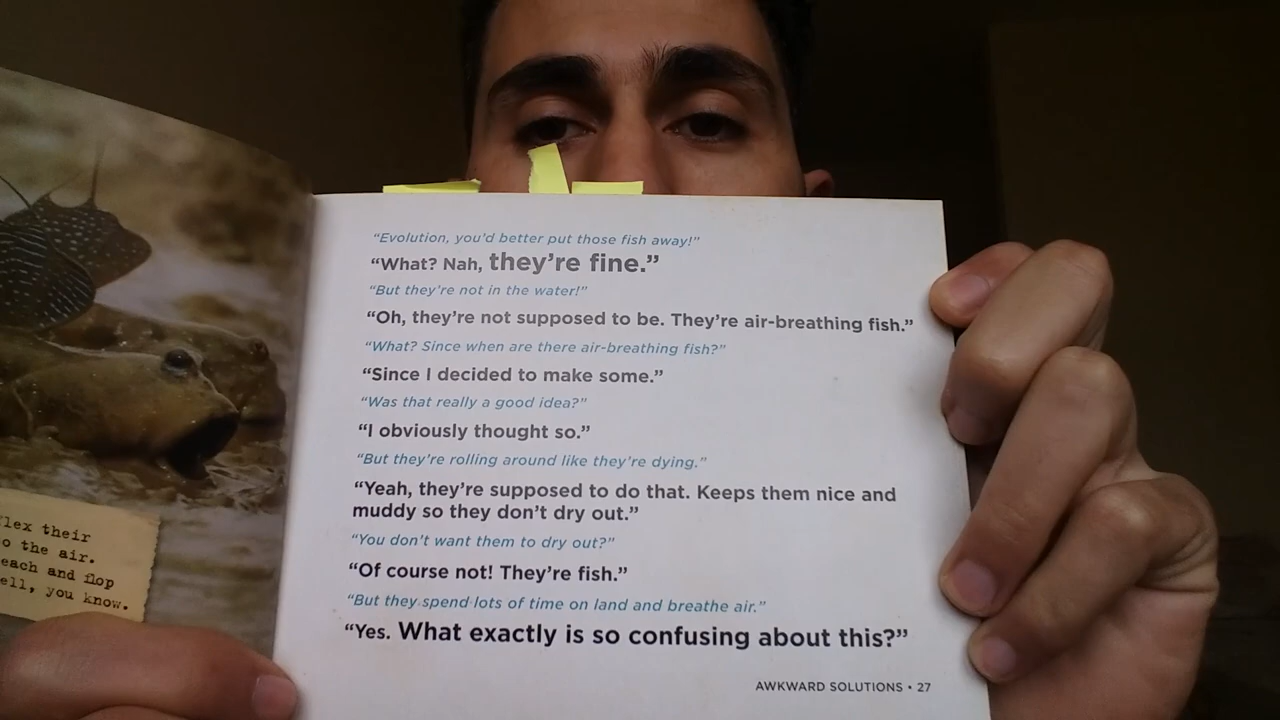 "Evolution, you'd better put those fish away!"
"What? Nah, they're fine."
"But they're not in the water!"
"Oh, they're not supposed to be. They're air-breathing fish."
"What? Since when are there air-breathing fish?"
"Since I decided to make some."
"Was that really a good idea?"
"I obviously thought so."
"But they're rolling around like they're dying."
"Yeah, they're supposed to do that. Keeps them nice and
muddy so they don't dry out."
"You don't want them to dry out?"
"Of course not! They're fish."
"But they spend lots of time on land and breathe air."
"Yes. What exactly is so confusing about this?"
AWKWARD SOLUTIONS • 27
their
the air.
and flop
you know.